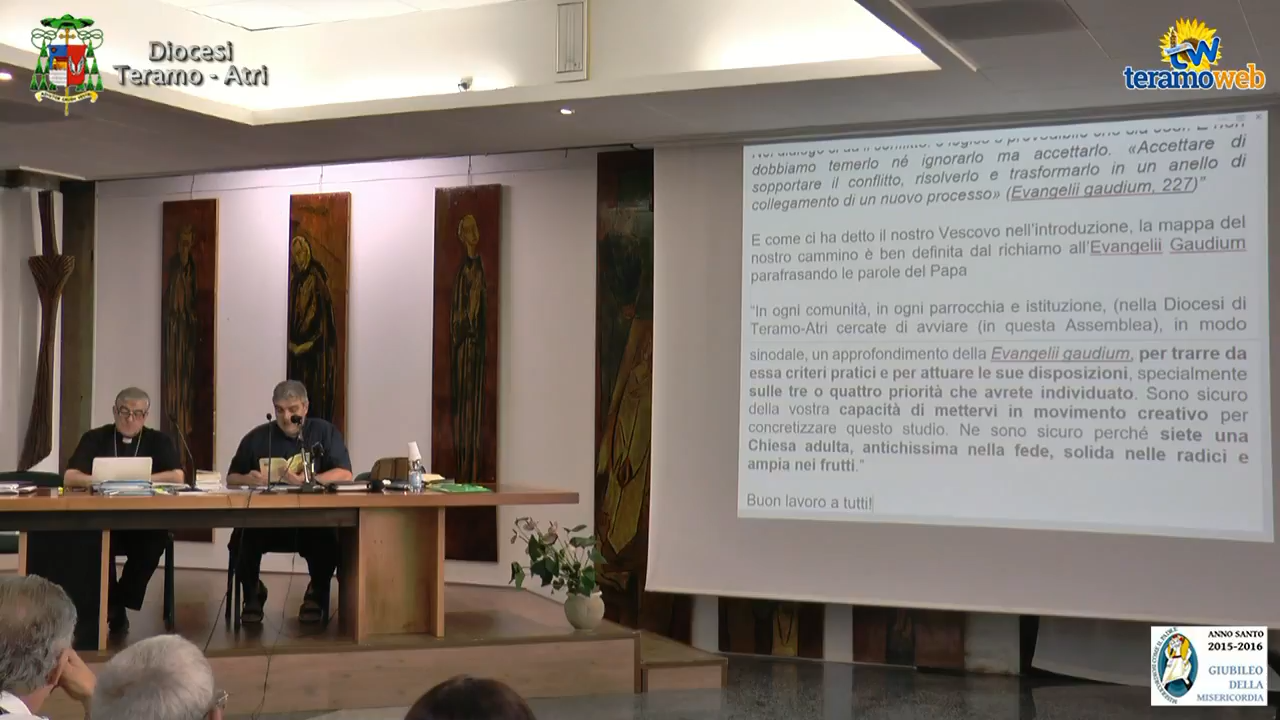 Diocesi
Teramo - Atri
tw
teramoweb
dobbiamo temerlo né ignorarlo ma accettarlo. «Accettare di
sopportare il conflitto, risolverlo e trasformarlo in un anello di
collegamento di un nuovo processo» (Evangelii gaudium, 227)"
E come ci ha detto il nostro Vescovo nell'introduzione, la mappa del
nostro cammino è ben definita dal richiamo all'Evangelii Gaudium
parafrasando le parole del Papa
"In ogni comunità, in ogni parrocchia e istituzione, (nella Diocesi di
Teramo-Atri cercate di avviare (in questa Assemblea), in modo
sinodale, un approfondimento della Evangelii gaudium, per trarre da
essa criteri pratici e per attuare le sue disposizioni, specialmente
sulle tre o quattro priorità che avrete individuato. Sono sicuro
della vostra capacità di mettervi in movimento creativo per
concretizzare questo studio. Ne sono sicuro perché siete una
Chiesa adulta, antichissima nella fede, solida nelle radici e
ampia nei frutti."
Buon lavoro a tutti!
ANNO SANTO
2015-2016
GIUBILEO
DELLA
MISERICORDIA